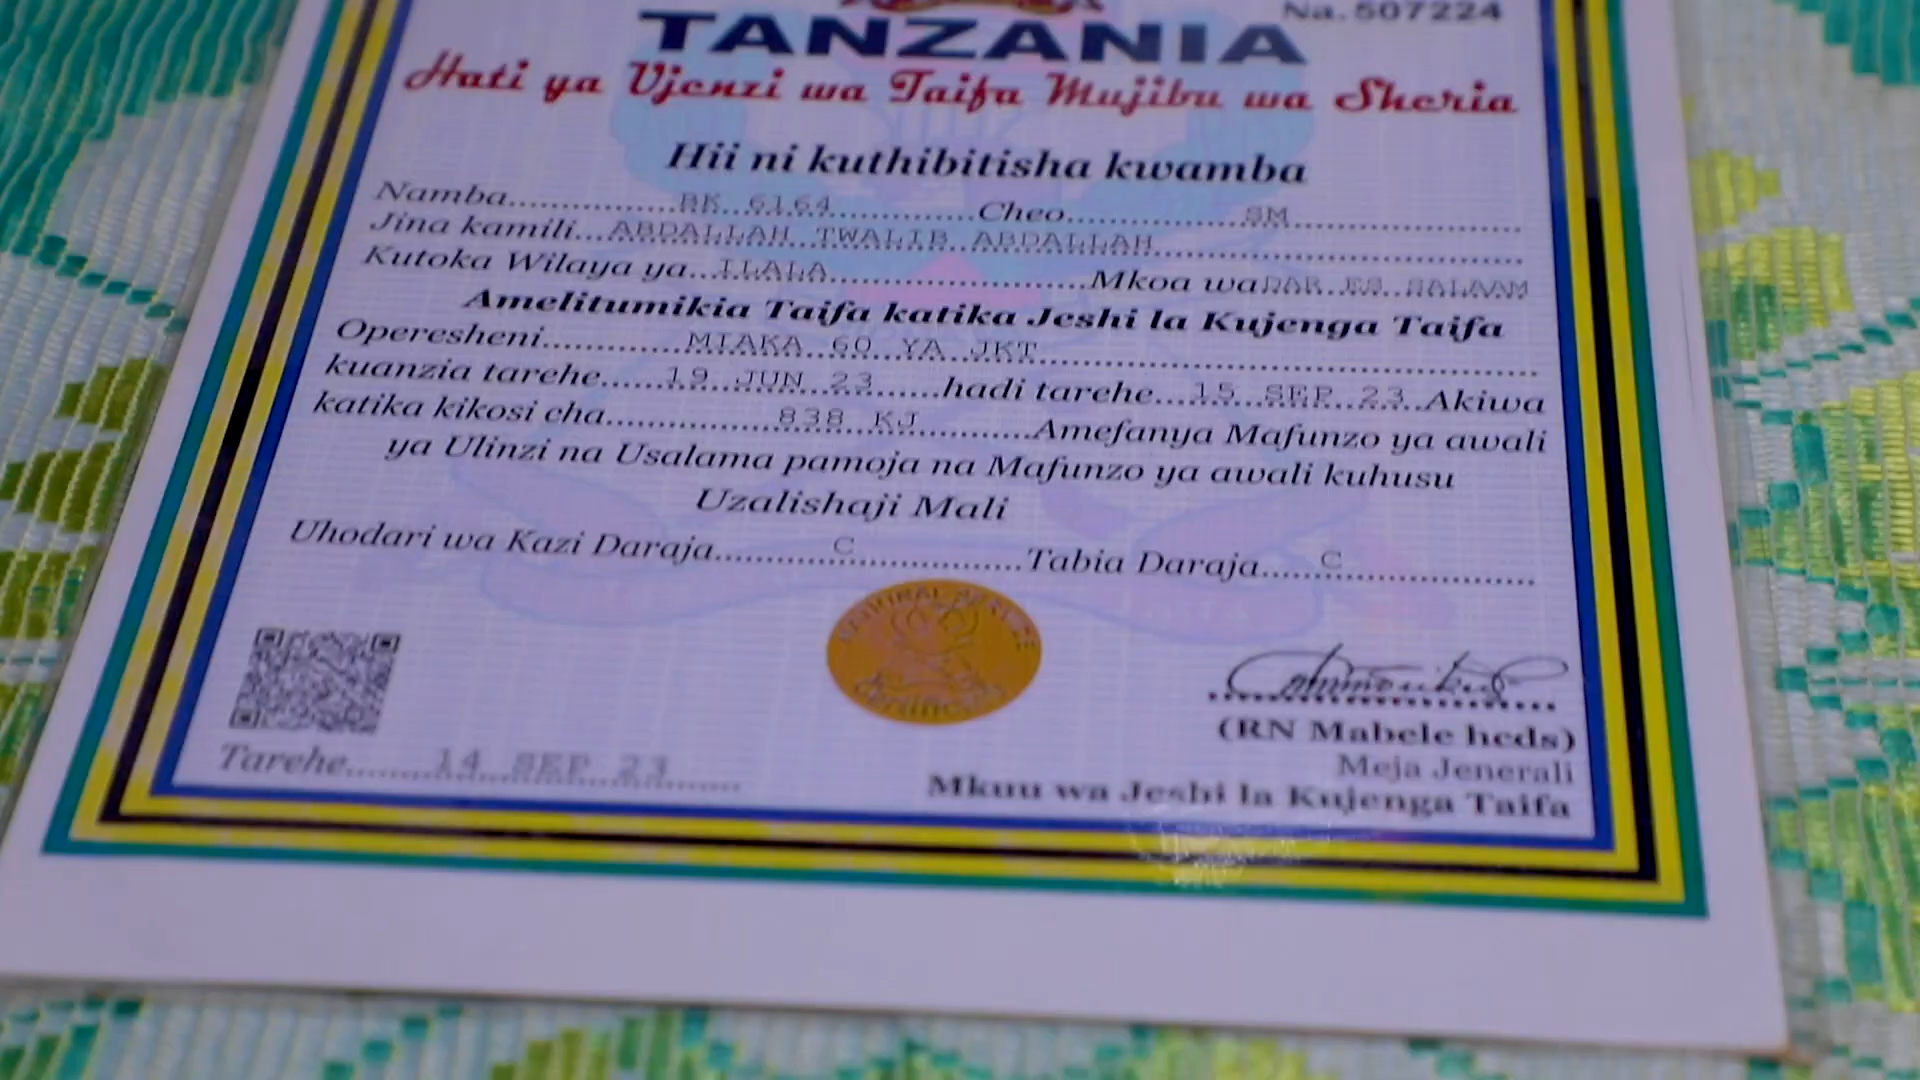 Na. 507224
TANZANIA
Hati ya Ujenzi wa Taifa Mujibu wa Sheria
Hii ni kuthibitisha kwamba
Namba...............BK 6164...............Cheo...............SM...............
Jina kamili...ABDALLAH TWALIB ABDALLAH...............
Kutoka Wilaya ya...ILALA...............Mkoa wa DAR ES SALAAM
Amelitumikia Taifa katika Jeshi la Kujenga Taifa
Operesheni...............MIAKA 60 YA JKT...............
kuanzia tarehe......19 JUN 23......hadi tarehe...15 SEP 23..Akiwa
katika kikosi cha...............838 KJ...............Amefanya Mafunzo ya awali
ya Ulinzi na Usalama pamoja na Mafunzo ya awali kuhusu
Uzalishaji Mali
Uhodari wa Kazi Daraja............C...............Tabia Daraja......C...............
NATIONAL SERVICE
Certificate
(RN Mabele hcds)
Meja Jenerali
Mkuu wa Jeshi la Kujenga Taifa
Tarehe.......14 SEP 23.......